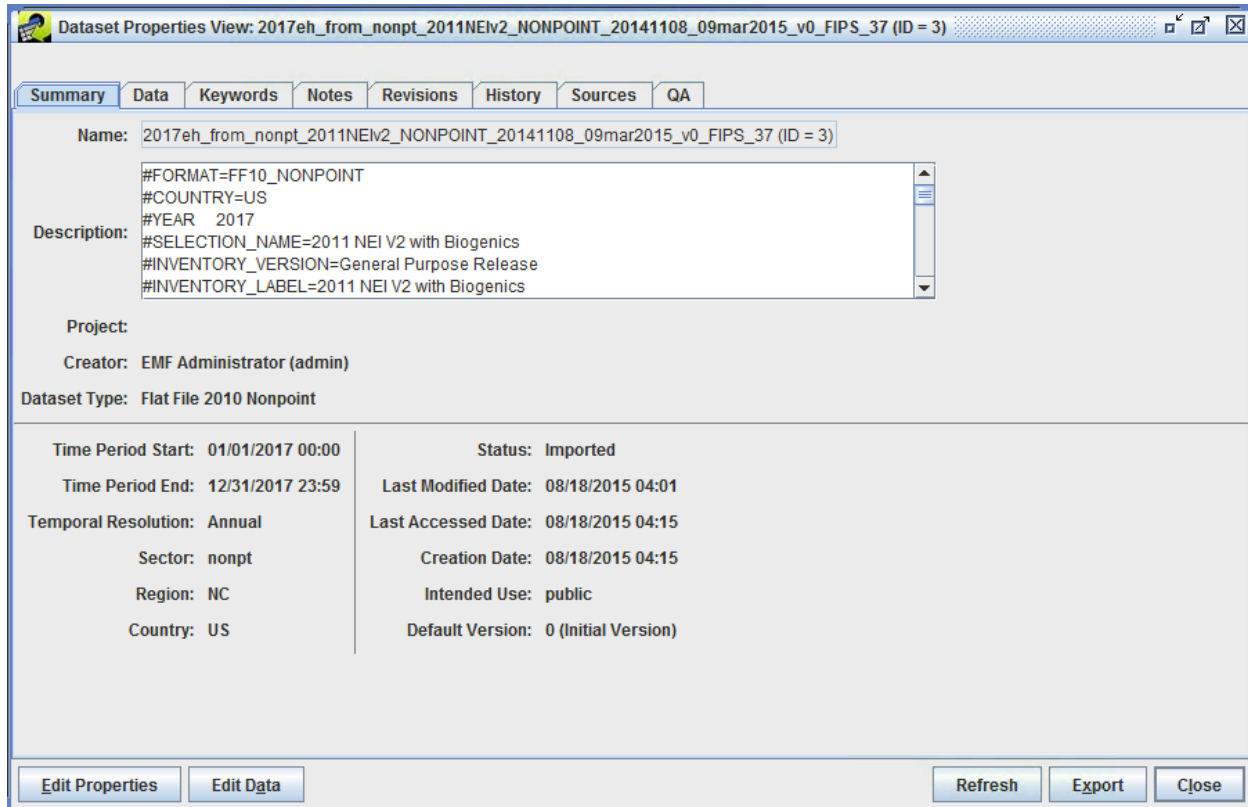 Dataset Properties View: 2017eh_from_nonpt_2011NEIv2_NONPOINT_20141108_09mar2015_v0_FIPS_37 (ID = 3)
Summary Data Keywords Notes Revisions History Sources QA
Name: 2017eh_from_nonpt_2011NEIv2_NONPOINT_20141108_09mar2015_v0_FIPS_37 (ID = 3)
Description:
#FORMAT=FF10_NONPOINT
#COUNTRY=US
#YEAR 2017
#SELECTION_NAME=2011 NEI V2 with Biogenics
#INVENTORY_VERSION=General Purpose Release
#INVENTORY_LABEL=2011 NEI V2 with Biogenics
Project:
Creator: EMF Administrator (admin)
Dataset Type: Flat File 2010 Nonpoint
Time Period Start: 01/01/2017 00:00
Time Period End: 12/31/2017 23:59
Temporal Resolution: Annual
Sector: nonpt
Region: NC
Country: US
Status: Imported
Last Modified Date: 08/18/2015 04:01
Last Accessed Date: 08/18/2015 04:15
Creation Date: 08/18/2015 04:15
Intended Use: public
Default Version: 0 (Initial Version)
Edit Properties Edit Data Refresh Export Close